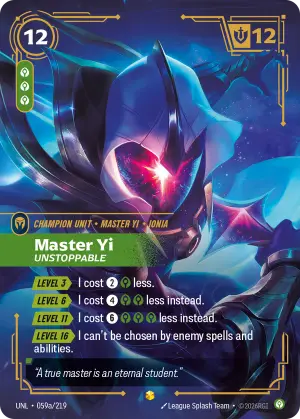 12
12
CHAMPION UNIT • MASTER YI • IONIA
Master Yi
UNSTOPPABLE
LEVEL 3 I cost 2 less.
LEVEL 6 I cost 4 less instead.
LEVEL 11 I cost 6 less instead.
LEVEL 16 I can't be chosen by enemy spells and
abilities.
"A true master is an eternal student."
UNL • 059a/219
League Splash Team • ©2026RGI